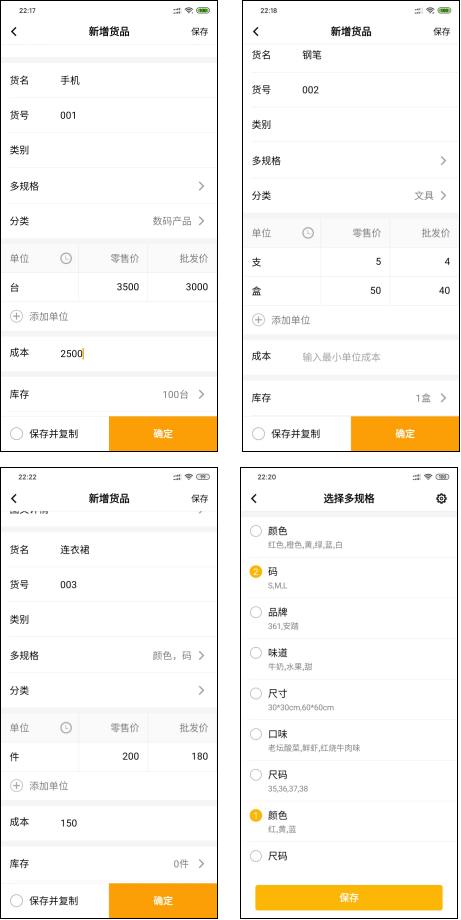 22:17
新增货品
保存
货名 手机
货号 001
类别
多规格
分类 数码产品
单位 零售价 批发价
台 3500 3000
添加单位
成本 2500
库存 100台
保存并复制 确定
22:18
新增货品
保存
货名 钢笔
货号 002
类别
多规格
分类 文具
单位 零售价 批发价
支 5 4
盒 50 40
添加单位
成本 输入最小单位成本
库存 1盒
保存并复制 确定
22:22
99
新增货品
保存
图文详情
货名 连衣裙
货号 003
类别
多规格 颜色，码
分类
单位 零售价 批发价
件 200 180
添加单位
成本 150
库存 0件
保存并复制 确定
22:20
100
选择多规格
颜色
红色,橙色,黄,绿,蓝,白
2 码
S,M,L
品牌
361,安踏
味道
牛奶,水果,甜
尺寸
30*30cm,60*60cm
口味
老坛酸菜,鲜虾,红烧牛肉味
尺码
35,36,37,38
1 颜色
红,黄,蓝
尺码
保存